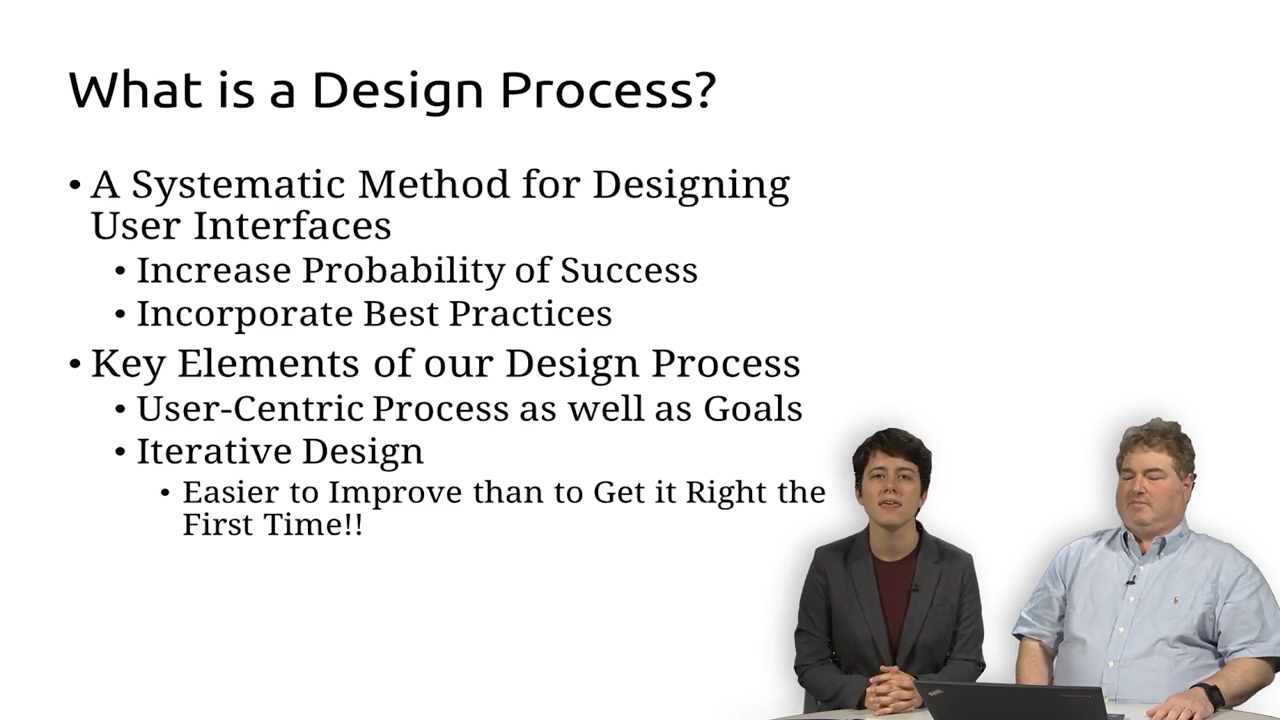 What is a Design Process?
• A Systematic Method for Designing
User Interfaces
• Increase Probability of Success
• Incorporate Best Practices
• Key Elements of our Design Process
• User-Centric Process as well as Goals
• Iterative Design
• Easier to Improve than to Get it Right the
First Time!!